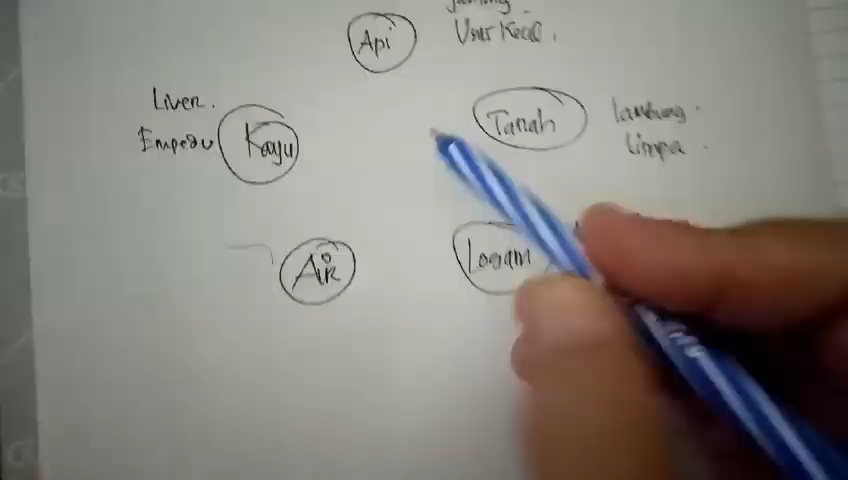 Usus Kecil.
Api
Liver.
Empedu
Kayu
Tanah
lambung.
limpa.
Air
Logam